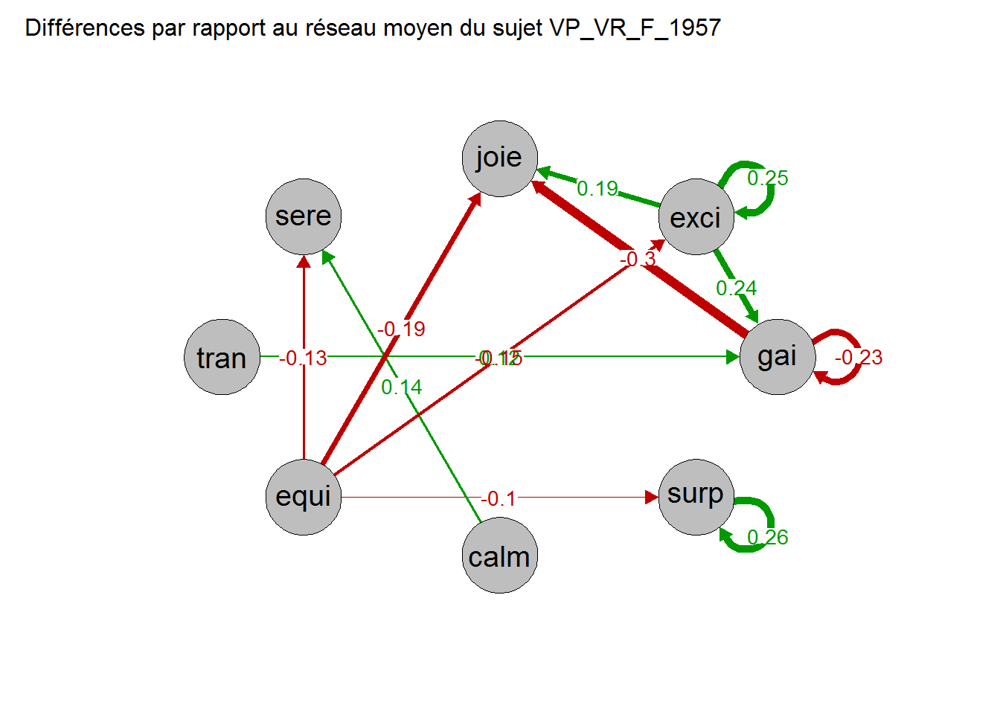 Différences par rapport au réseau moyen du sujet VP_VR_F_1957
joie
0.19
0.25
sere
exci
-0.3
0.24
-0.19
tran
-0.13
gai
-0.23
0.14
equi
-0.1
surp
0.26
calm